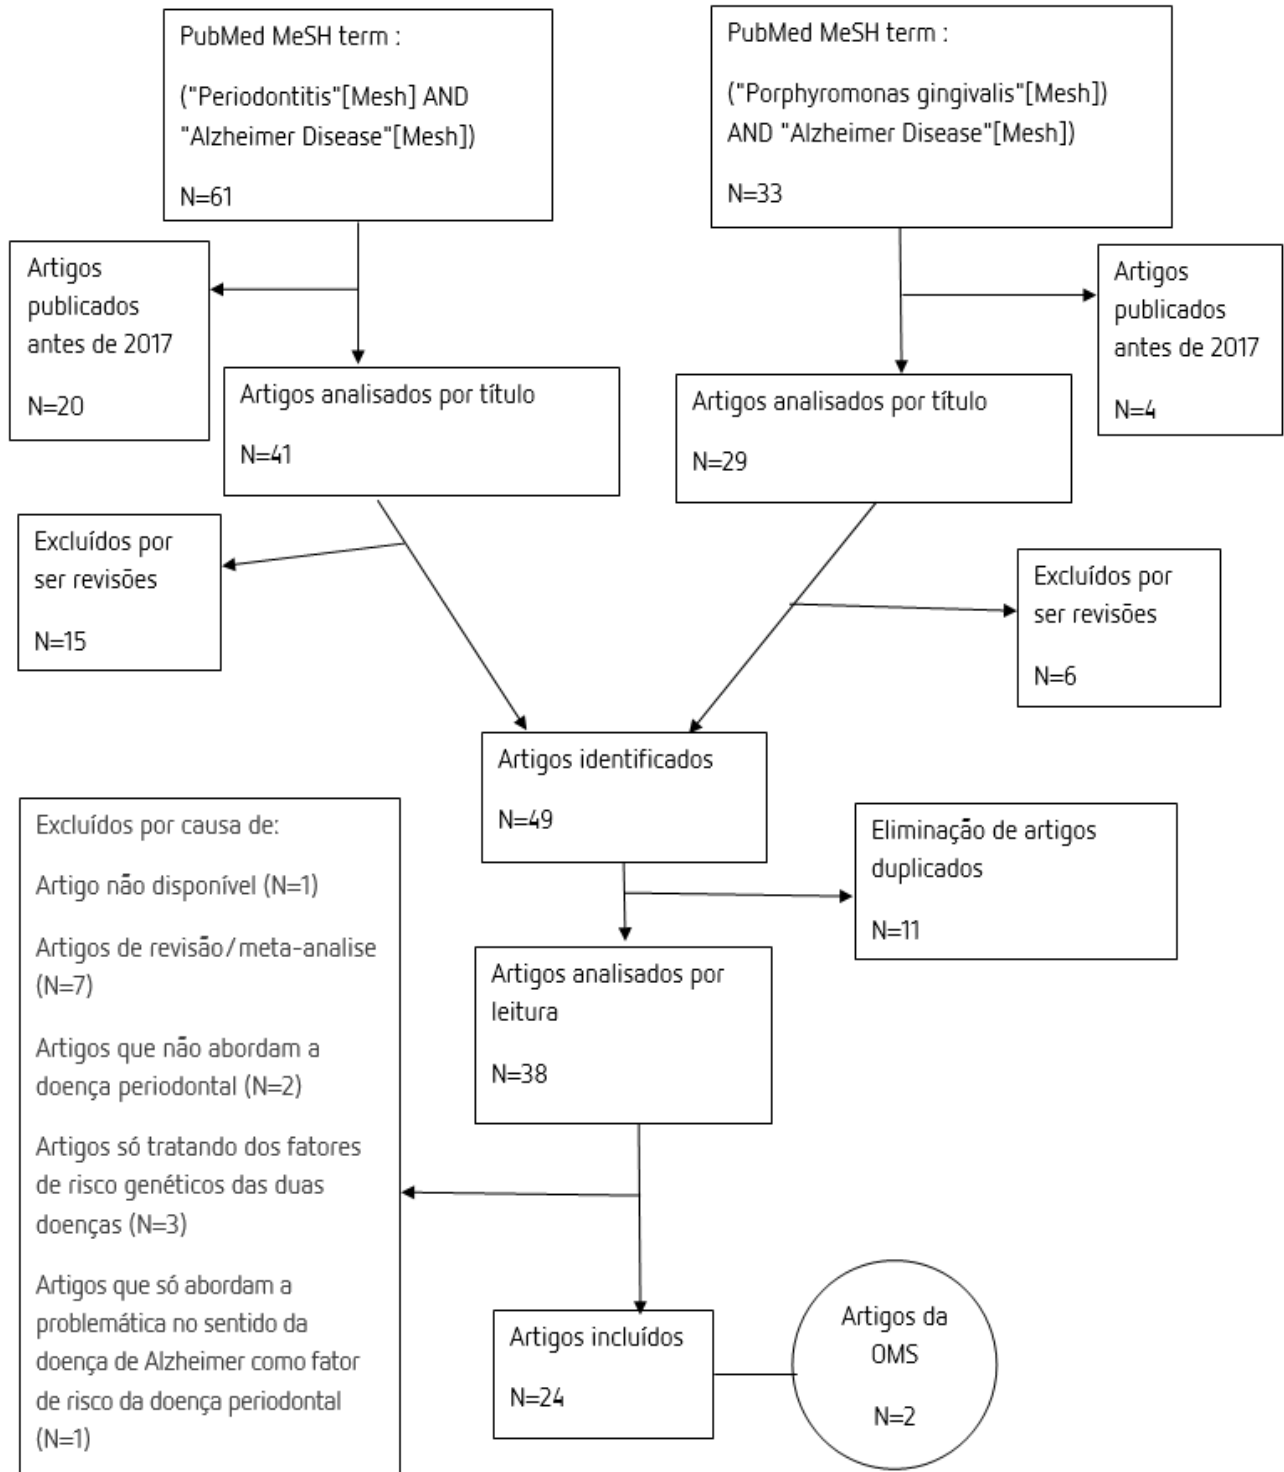 PubMed MeSH term :
("Periodontitis"[Mesh] AND
"Alzheimer Disease"[Mesh])
N=61
PubMed MeSH term :
("Porphyromonas gingivalis"[Mesh])
AND "Alzheimer Disease"[Mesh])
N=33
Artigos
publicados
antes de 2017
N=20
Artigos
publicados
antes de 2017
N=4
Artigos analisados por título
N=41
Artigos analisados por título
N=29
Excluídos por
ser revisões
N=15
Excluídos por
ser revisões
N=6
Artigos identificados
N=49
Eliminação de artigos
duplicados
N=11
Artigos analisados por
leitura
N=38
Excluídos por causa de:
Artigo não disponível (N=1)
Artigos de revisão/meta-analise
(N=7)
Artigos que não abordam a
doença periodontal (N=2)
Artigos só tratando dos fatores
de risco genéticos das duas
doenças (N=3)
Artigos que só abordam a
problemática no sentido da
doença de Alzheimer como fator
de risco da doença periodontal
(N=1)
Artigos incluídos
N=24
Artigos da
OMS
N=2